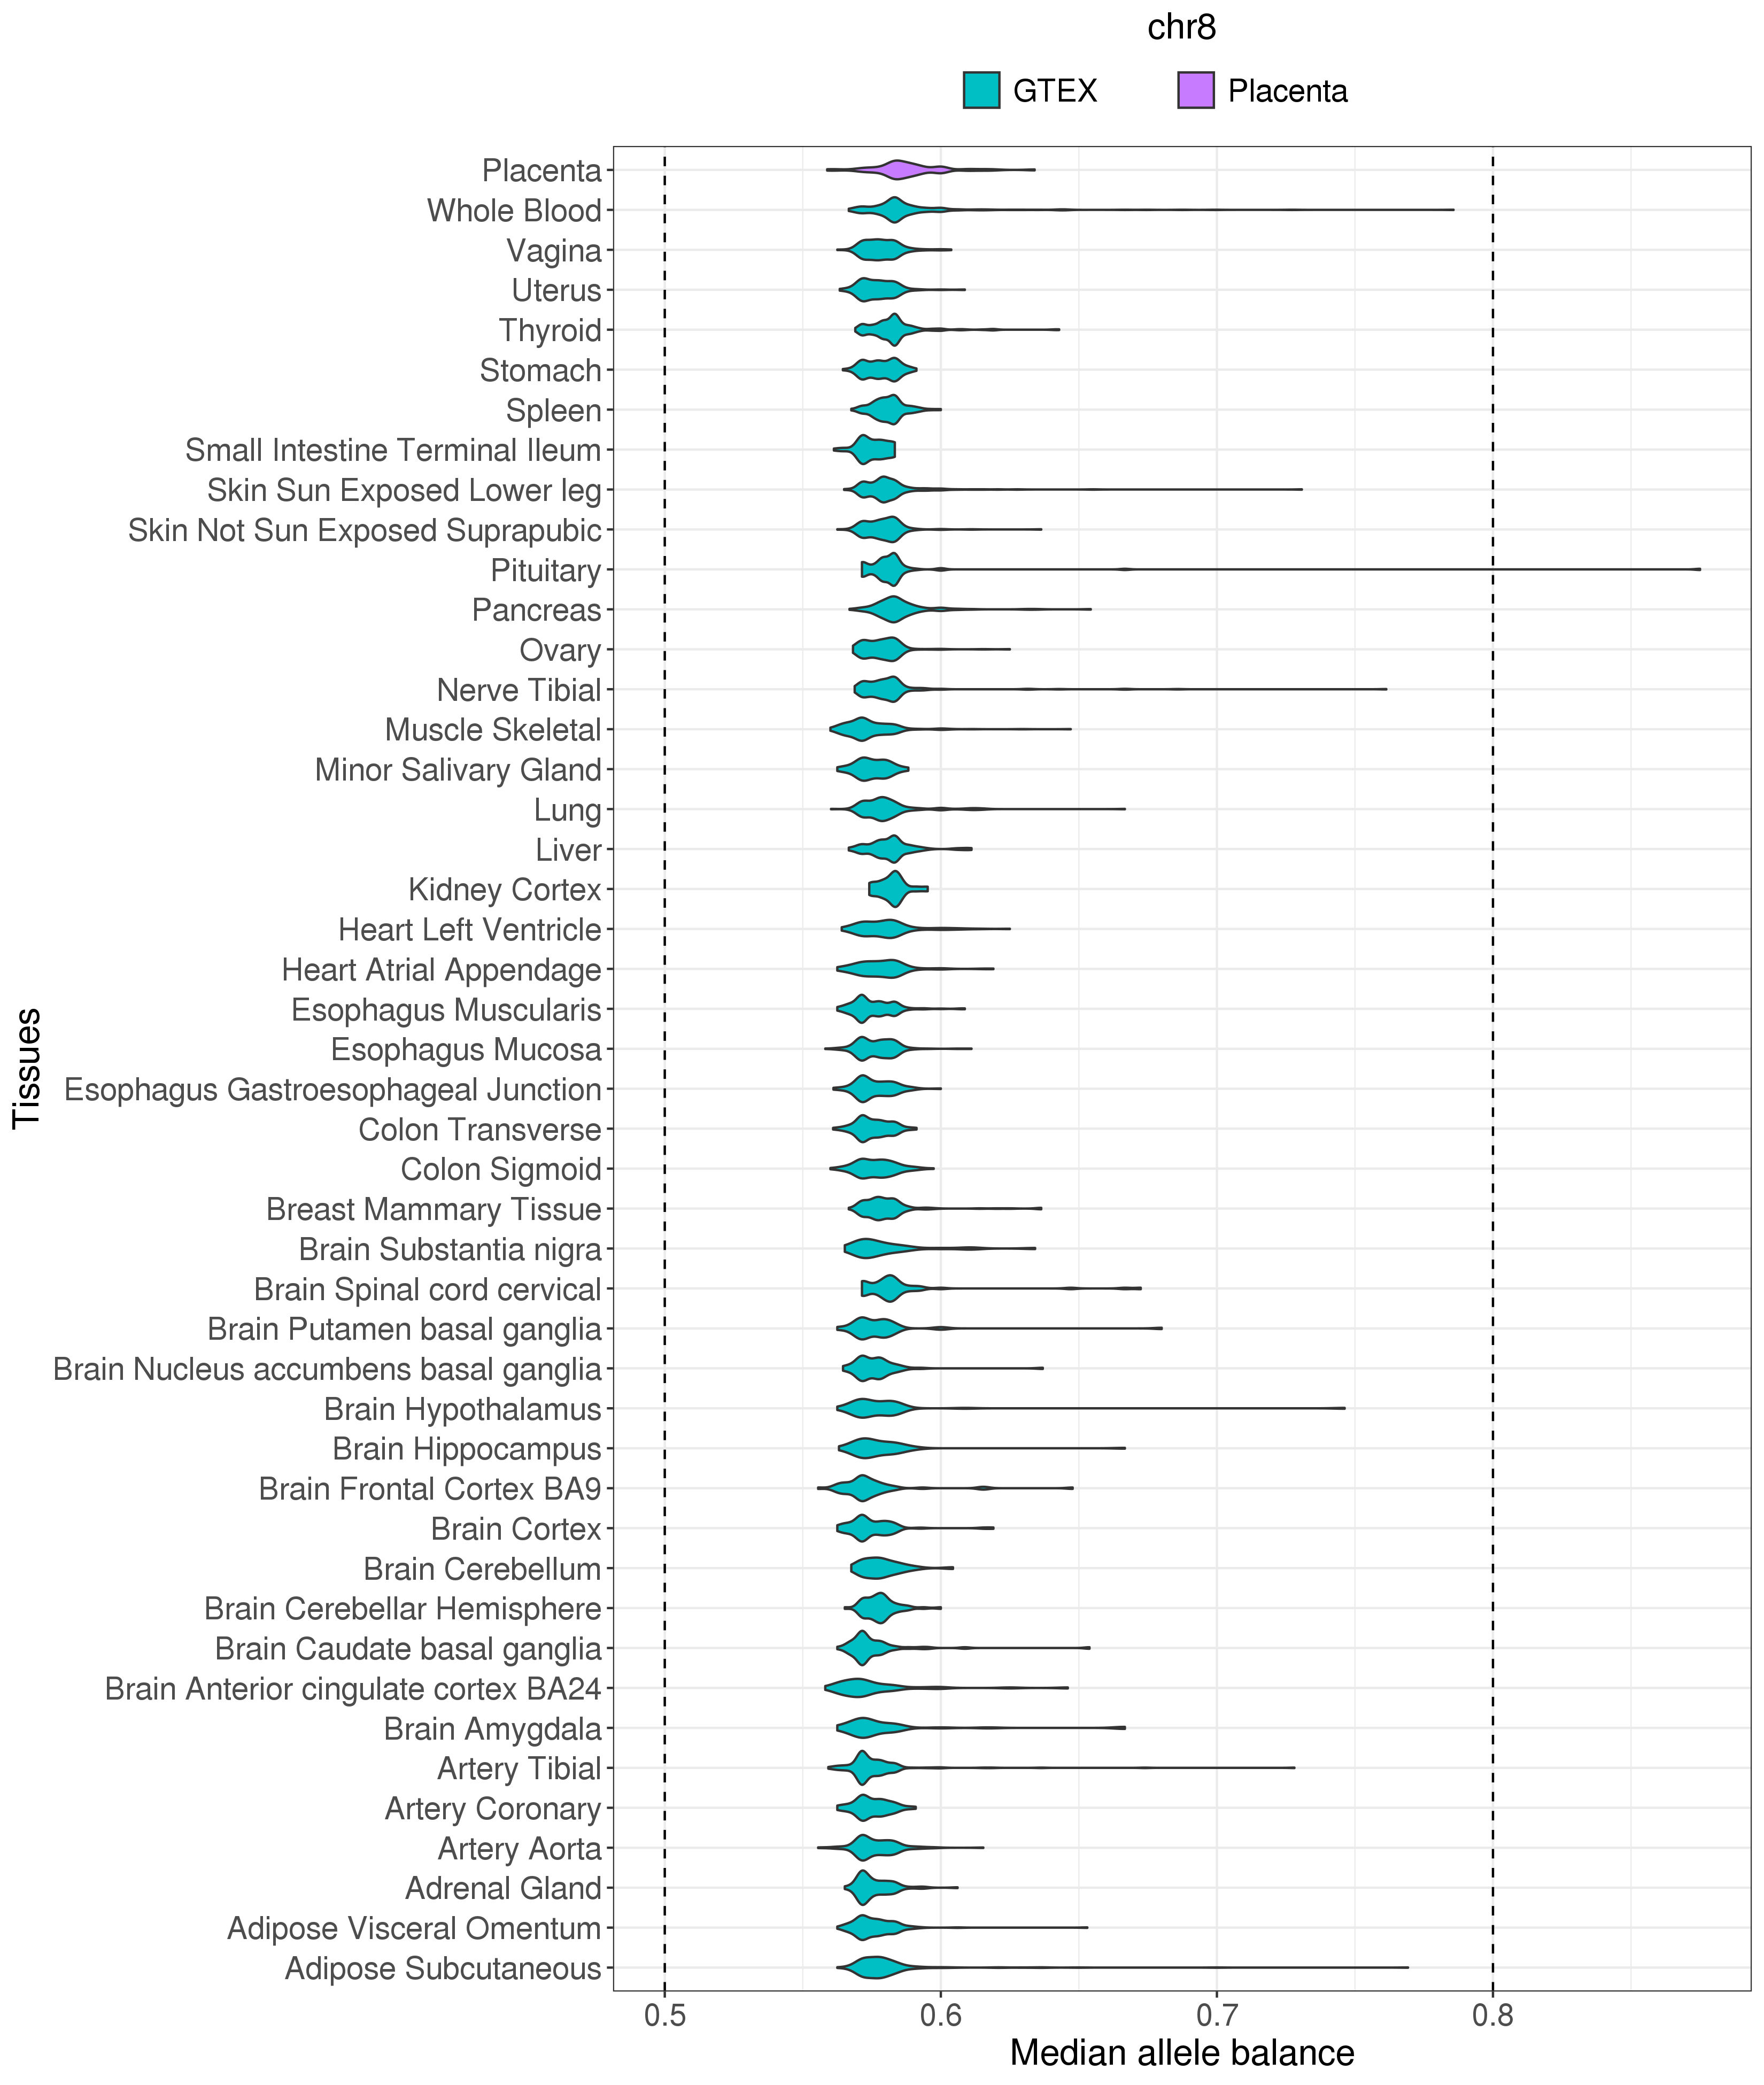 chr8
GTEX Placenta
Placenta
Whole Blood
Vagina
Uterus
Thyroid
Stomach
Spleen
Small Intestine Terminal Ileum
Skin Sun Exposed Lower leg
Skin Not Sun Exposed Suprapubic
Pituitary
Pancreas
Ovary
Nerve Tibial
Muscle Skeletal
Minor Salivary Gland
Lung
Liver
Kidney Cortex
Heart Left Ventricle
Heart Atrial Appendage
Esophagus Muscularis
Esophagus Mucosa
Esophagus Gastroesophageal Junction
Colon Transverse
Colon Sigmoid
Breast Mammary Tissue
Brain Substantia nigra
Brain Spinal cord cervical
Brain Putamen basal ganglia
Brain Nucleus accumbens basal ganglia
Brain Hypothalamus
Brain Hippocampus
Brain Frontal Cortex BA9
Brain Cortex
Brain Cerebellum
Brain Cerebellar Hemisphere
Brain Caudate basal ganglia
Brain Anterior cingulate cortex BA24
Brain Amygdala
Artery Tibial
Artery Coronary
Artery Aorta
Adrenal Gland
Adipose Visceral Omentum
Adipose Subcutaneous
Tissues
0.5 0.6 0.7 0.8
Median allele balance